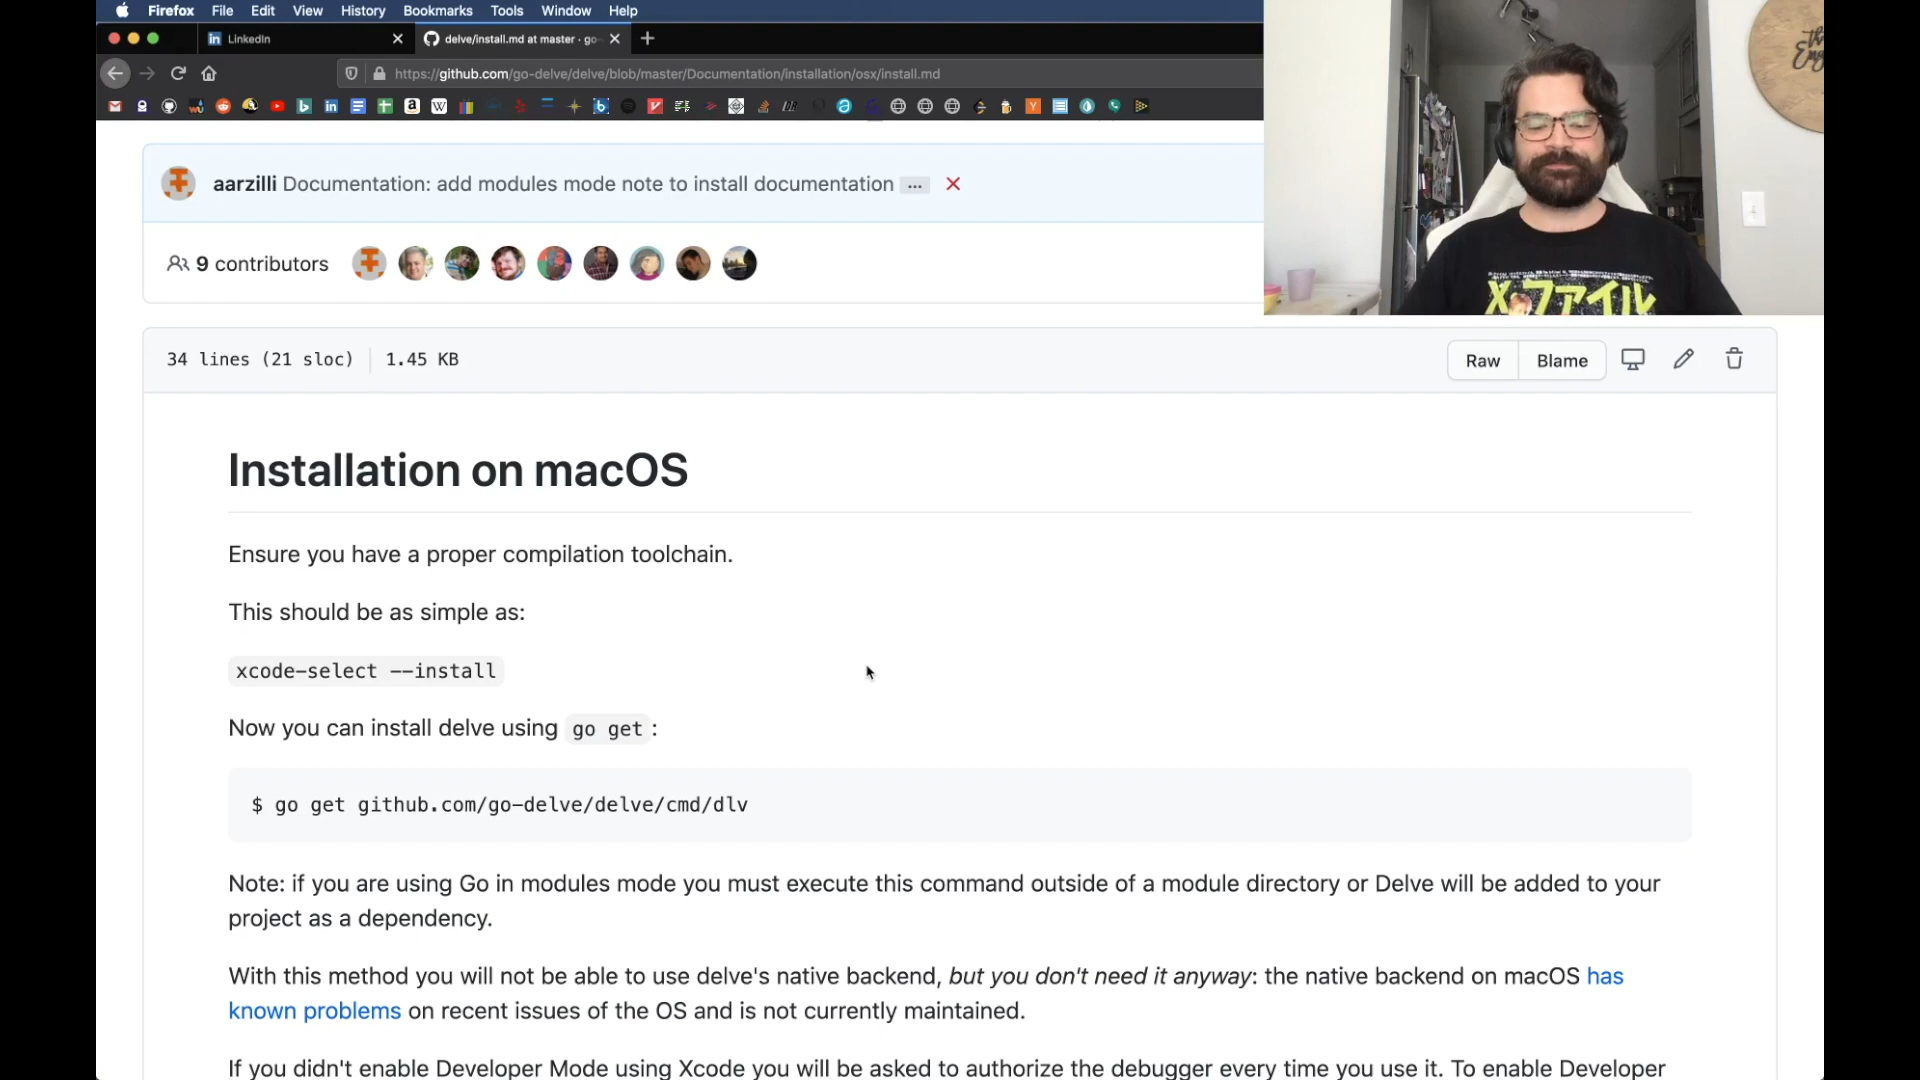 Firefox File Edit View History Bookmarks Tools Window Help
LinkedIn
delve/install.md at master · go-
https://github.com/go-delve/delve/blob/master/Documentation/installation/osx/install.md
aarzilli Documentation: add modules mode note to install documentation ...
9 contributors
34 lines (21 sloc) 1.45 KB
Raw Blame
Installation on macOS
Ensure you have a proper compilation toolchain.
This should be as simple as:
xcode-select --install
Now you can install delve using go get :
$ go get github.com/go-delve/delve/cmd/dlv
Note: if you are using Go in modules mode you must execute this command outside of a module directory or Delve will be added to your
project as a dependency.
With this method you will not be able to use delve's native backend, but you don't need it anyway: the native backend on macOS has
known problems on recent issues of the OS and is not currently maintained.
If you didn't enable Developer Mode using Xcode you will be asked to authorize the debugger every time you use it. To enable Developer
X-ファイル